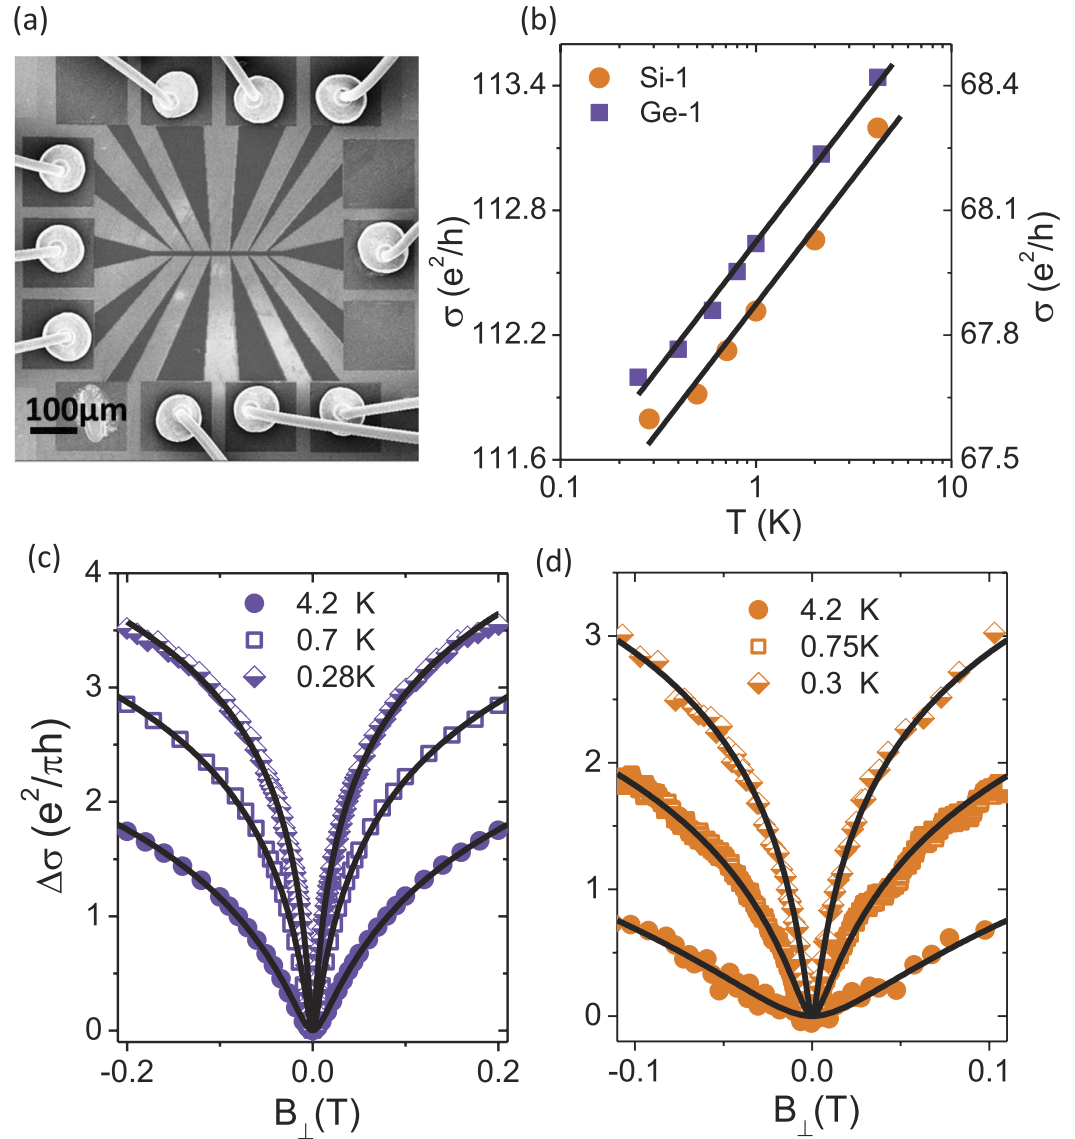 (a)
100μm
(b)
Si-1
Ge-1
113.4
112.8
112.2
111.6
σ (e²/h)
68.4
68.1
67.8
67.5
σ (e²/h)
0.1 1 10
T (K)
(c)
4.2 K
0.7 K
0.28K
4
3
2
1
0
Δσ (e²/πh)
-0.2 0.0 0.2
B⊥(T)
(d)
4.2 K
0.75K
0.3 K
3
2
1
0
-0.1 0.0 0.1
B⊥(T)